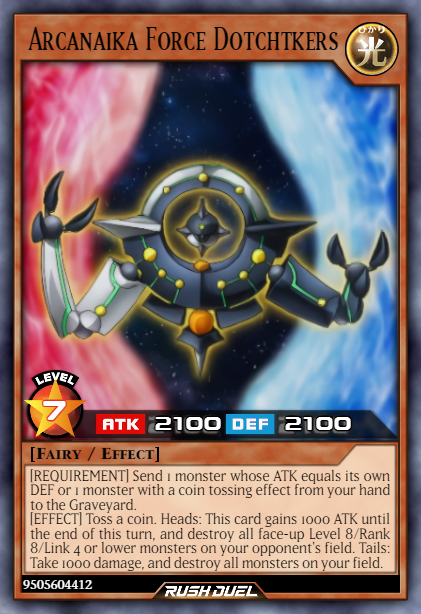 ARCANAIKA FORCE DOTCHTKERS
ひかり
光
LEVEL
7
ATK 2100 DEF 2100
[FAIRY / EFFECT]
[REQUIREMENT] Send 1 monster whose ATK equals its own
DEF or 1 monster with a coin tossing effect from your hand
to the Graveyard.
[EFFECT] Toss a coin. Heads: This card gains 1000 ATK until
the end of this turn, and destroy all face-up Level 8/Rank
8/Link 4 or lower monsters on your opponent's field. Tails:
Take 1000 damage, and destroy all monsters on your field.
9505604412
RUSH DUEL